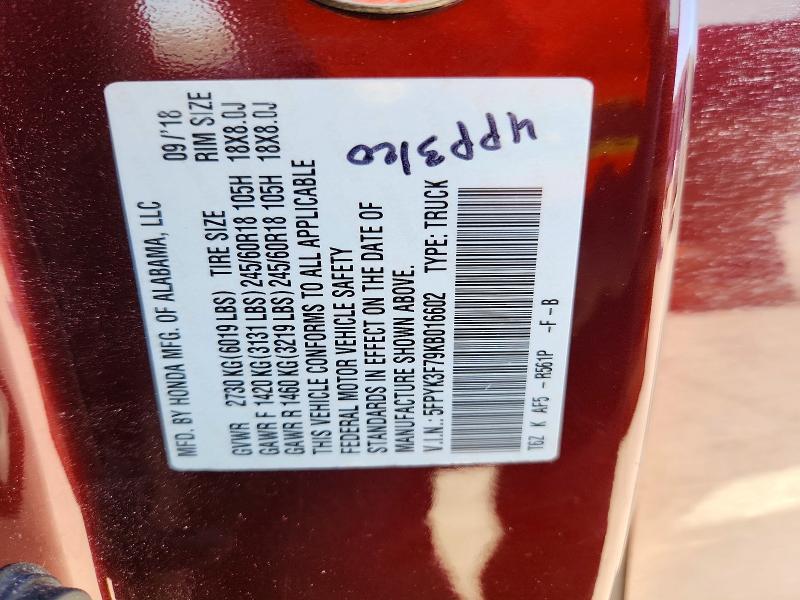 MFD. BY HONDA MFG. OF ALABAMA, LLC 09/'18
GVWR 2730 KG (6019 LBS) TIRE SIZE RIM SIZE
GAWR F 1420 KG (3131 LBS) 245/60R18 105H 18X8.0J
GAWR R 1460 KG (3219 LBS) 245/60R18 105H 18X8.0J
THIS VEHICLE CONFORMS TO ALL APPLICABLE
FEDERAL MOTOR VEHICLE SAFETY
STANDARDS IN EFFECT ON THE DATE OF
MANUFACTURE SHOWN ABOVE.
V.I.N.: 5FPYK3F79KB016602 TYPE: TRUCK
T6Z K AF5 -R561P -F-B